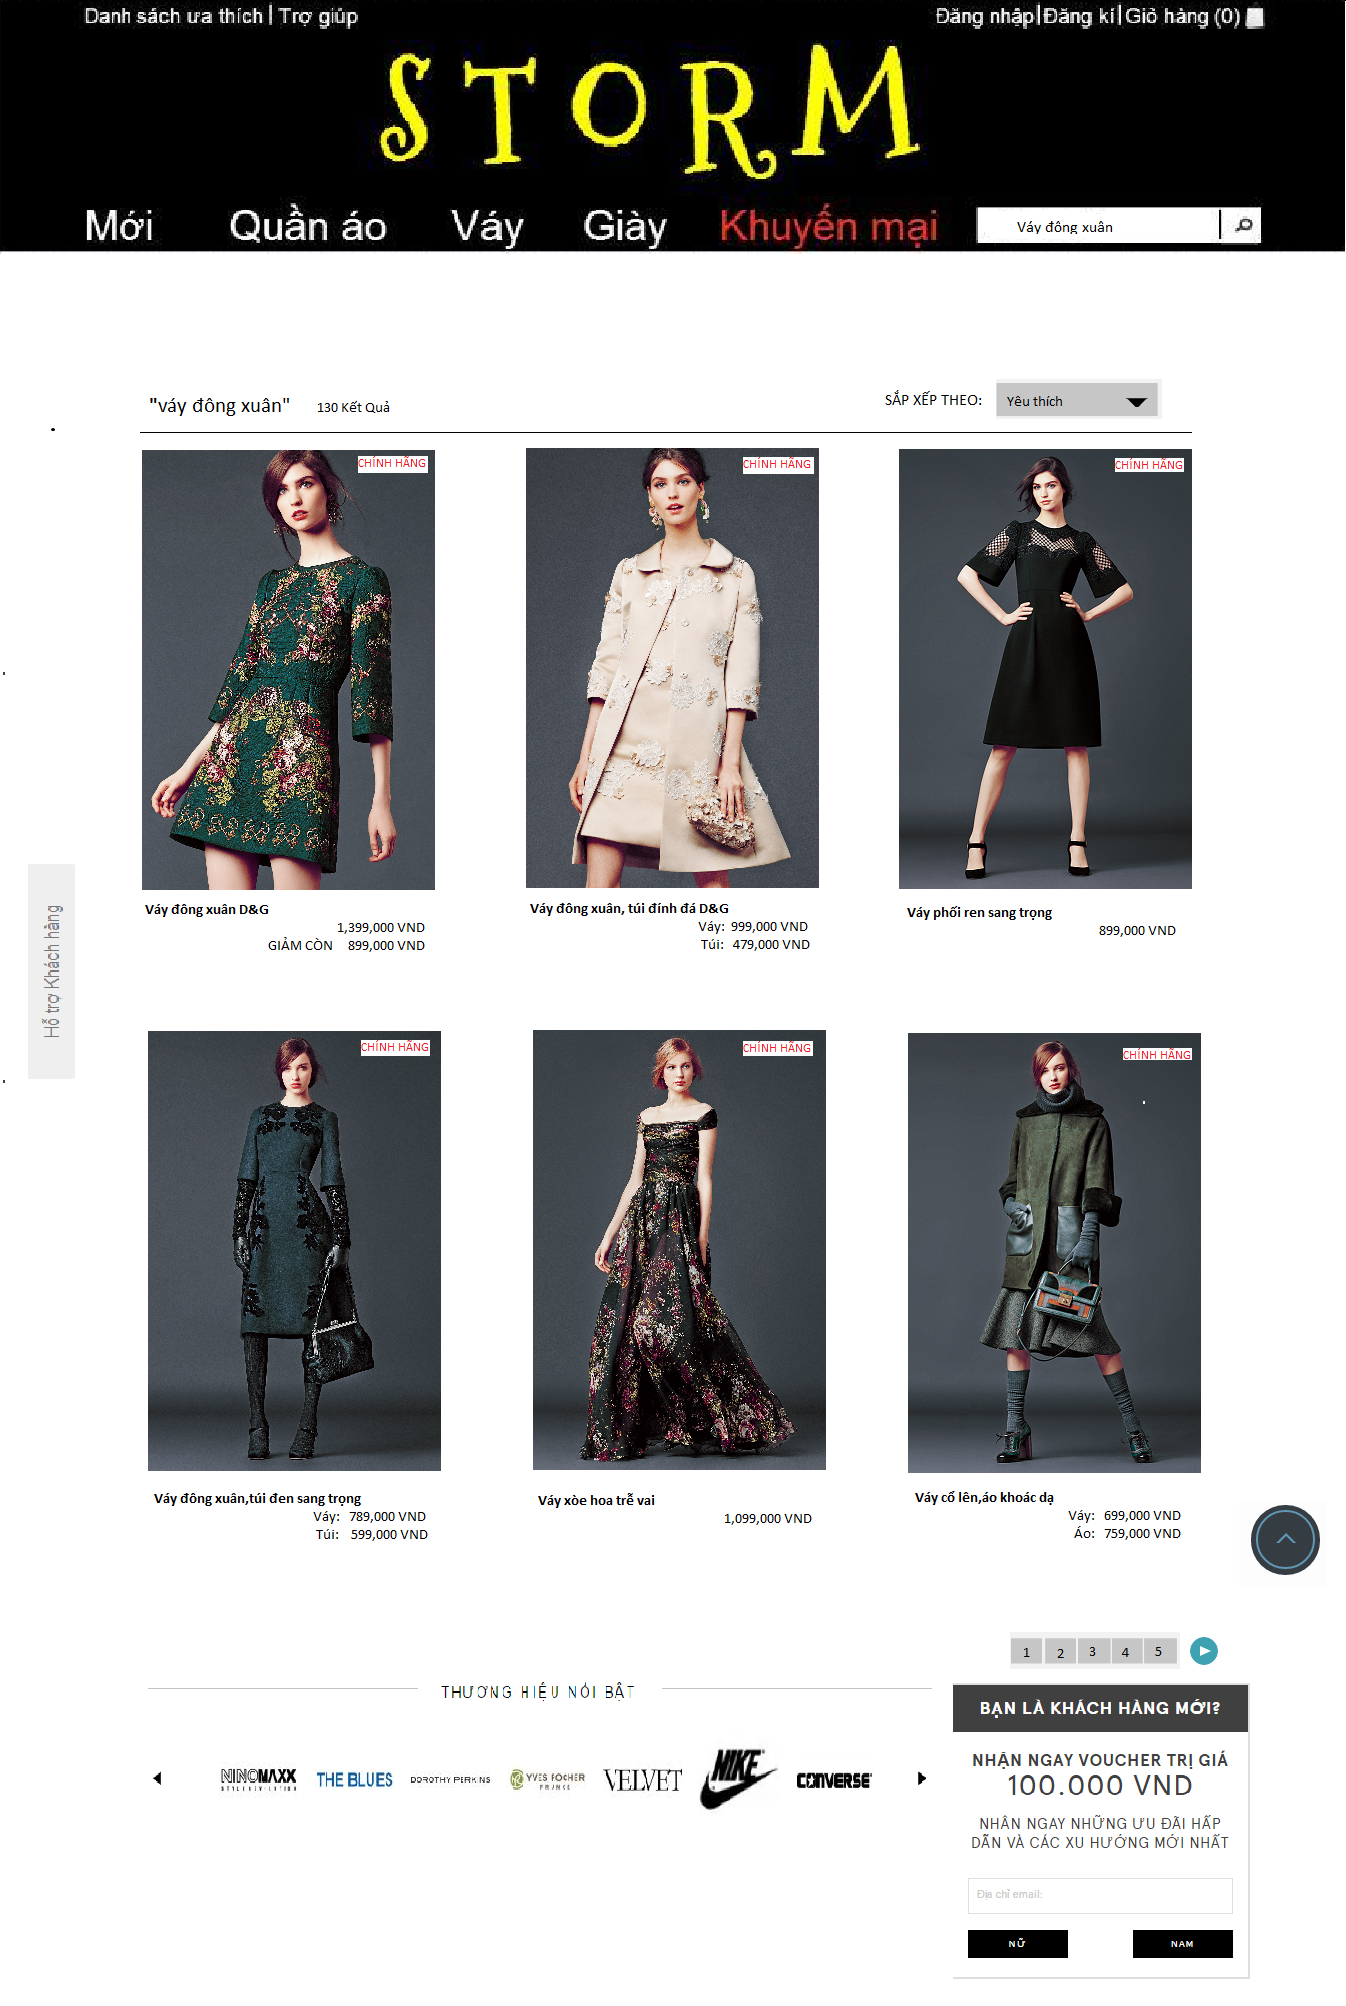 Danh sách ưa thích | Trợ giúp
Đăng nhập|Đăng kí|Giỏ hàng (0)
STORM
Mới Quần áo Váy Giày Khuyến mại
Váy đông xuân
"váy đông xuân" 130 Kết Quả
SẮP XẾP THEO: Yêu thích
CHÍNH HÃNG
CHÍNH HÃNG
CHÍNH HÃNG
Váy đông xuân D&G
1,399,000 VND
GIẢM CÒN 899,000 VND
Váy đông xuân, túi đính đá D&G
Váy: 999,000 VND
Túi: 479,000 VND
Váy phối ren sang trọng
899,000 VND
Hỗ trợ Khách hàng
CHÍNH HÃNG
CHÍNH HÃNG
CHÍNH HÃNG
Váy đông xuân,túi đen sang trọng
Váy: 789,000 VND
Túi: 599,000 VND
Váy xòe hoa trễ vai
1,099,000 VND
Váy cổ lên,áo khoác dạ
Váy: 699,000 VND
Áo: 759,000 VND
1 2 3 4 5
THƯƠNG HIỆU NỔI BẬT
NINOMAXX
THE BLUES
DOROTHY PERKINS
YVES ROCHER
FRANCE
VELVET
NIKE
CONVERSE
BẠN LÀ KHÁCH HÀNG MỚI?
NHẬN NGAY VOUCHER TRỊ GIÁ
100.000 VND
NHẬN NGAY NHỮNG ƯU ĐÃI HẤP
DẪN VÀ CÁC XU HƯỚNG MỚI NHẤT
Địa chỉ email:
NỮ
NAM